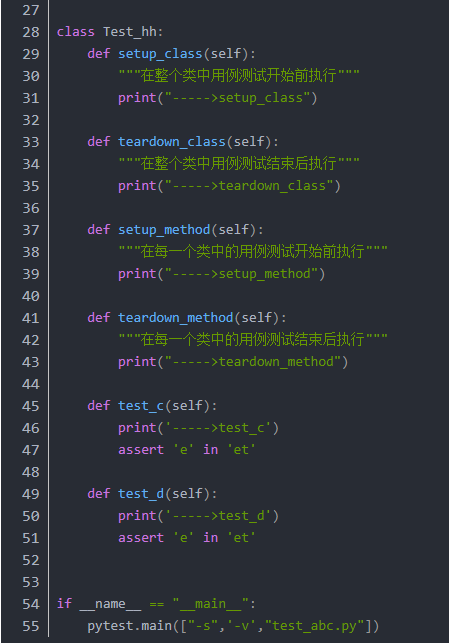 27
28 class Test_hh:
29     def setup_class(self):
30         """在整个类中用例测试开始前执行"""
31         print("----->setup_class")
32
33     def teardown_class(self):
34         """在整个类中用例测试结束后执行"""
35         print("----->teardown_class")
36
37     def setup_method(self):
38         """在每一个类中的用例测试开始前执行"""
39         print("----->setup_method")
40
41     def teardown_method(self):
42         """在每一个类中的用例测试结束后执行"""
43         print("----->teardown_method")
44
45     def test_c(self):
46         print('----->test_c')
47         assert 'e' in 'et'
48
49     def test_d(self):
50         print('----->test_d')
51         assert 'e' in 'et'
52
53
54 if __name__ == "__main__":
55     pytest.main(["-s",'-v',"test_abc.py"])